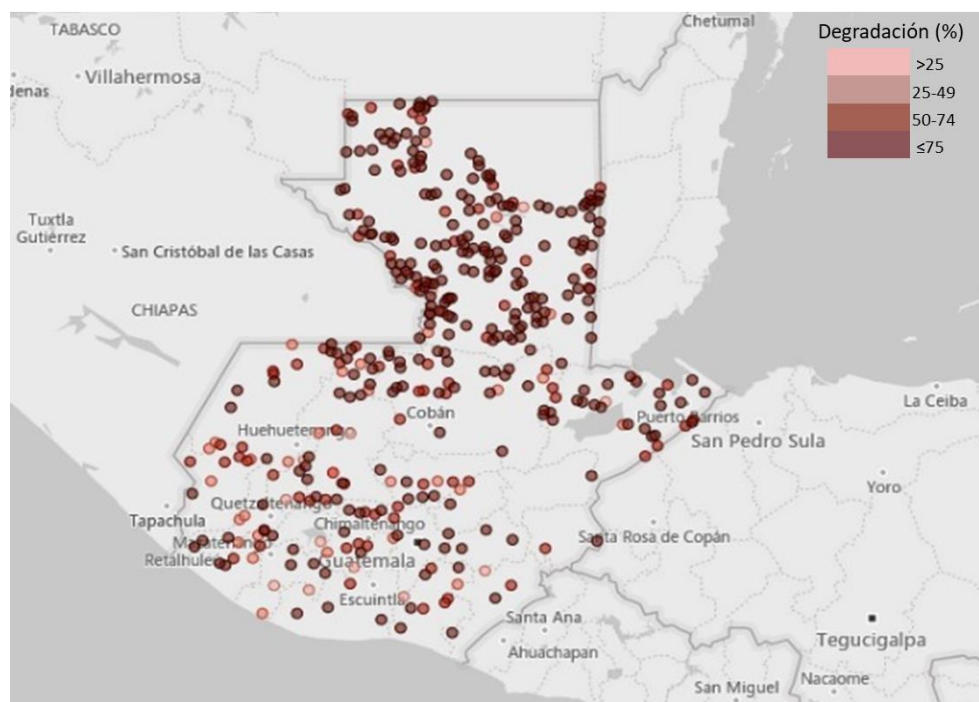 Chetumal
TABASCO
Degradación (%)
Villahermosa
>25
denas
25-49
50-74
≤75
Tuxtla
Gutiérrez
San Cristóbal de las Casas
CHIAPAS
La Ceiba
Cobán
Puerto Barrios
Huehuetenango
San Pedro Sula
Yoro
Quetzaltenango
Tapachula
Chimaltenango
Santa Rosa de Copán
Mazatenango
Retalhuleu
Guatemala
Escuintla
Santa Ana
Tegucigalpa
Ahuachapan
Nacaome
San Miguel